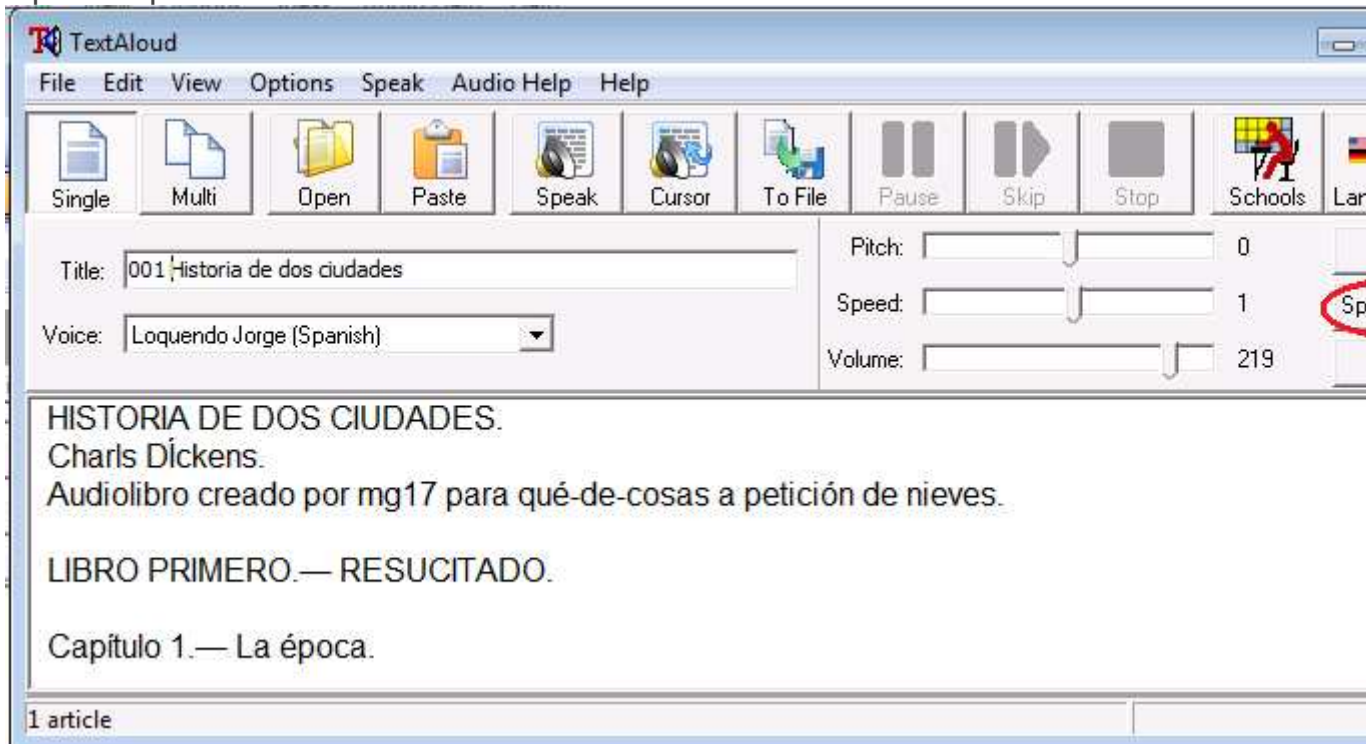 TextAloud
File Edit View Options Speak Audio Help Help
Single Multi Open Paste Speak Cursor To File Pause Skip Stop Schools
Title: 001 Historia de dos ciudades
Voice: Loquendo Jorge (Spanish)
Pitch: 0
Speed: 1
Volume: 219
HISTORIA DE DOS CIUDADES.
Charls DÍckens.
Audiolibro creado por mg17 para qué-de-cosas a petición de nieves.
LIBRO PRIMERO.— RESUCITADO.
Capítulo 1.— La época.
1 article